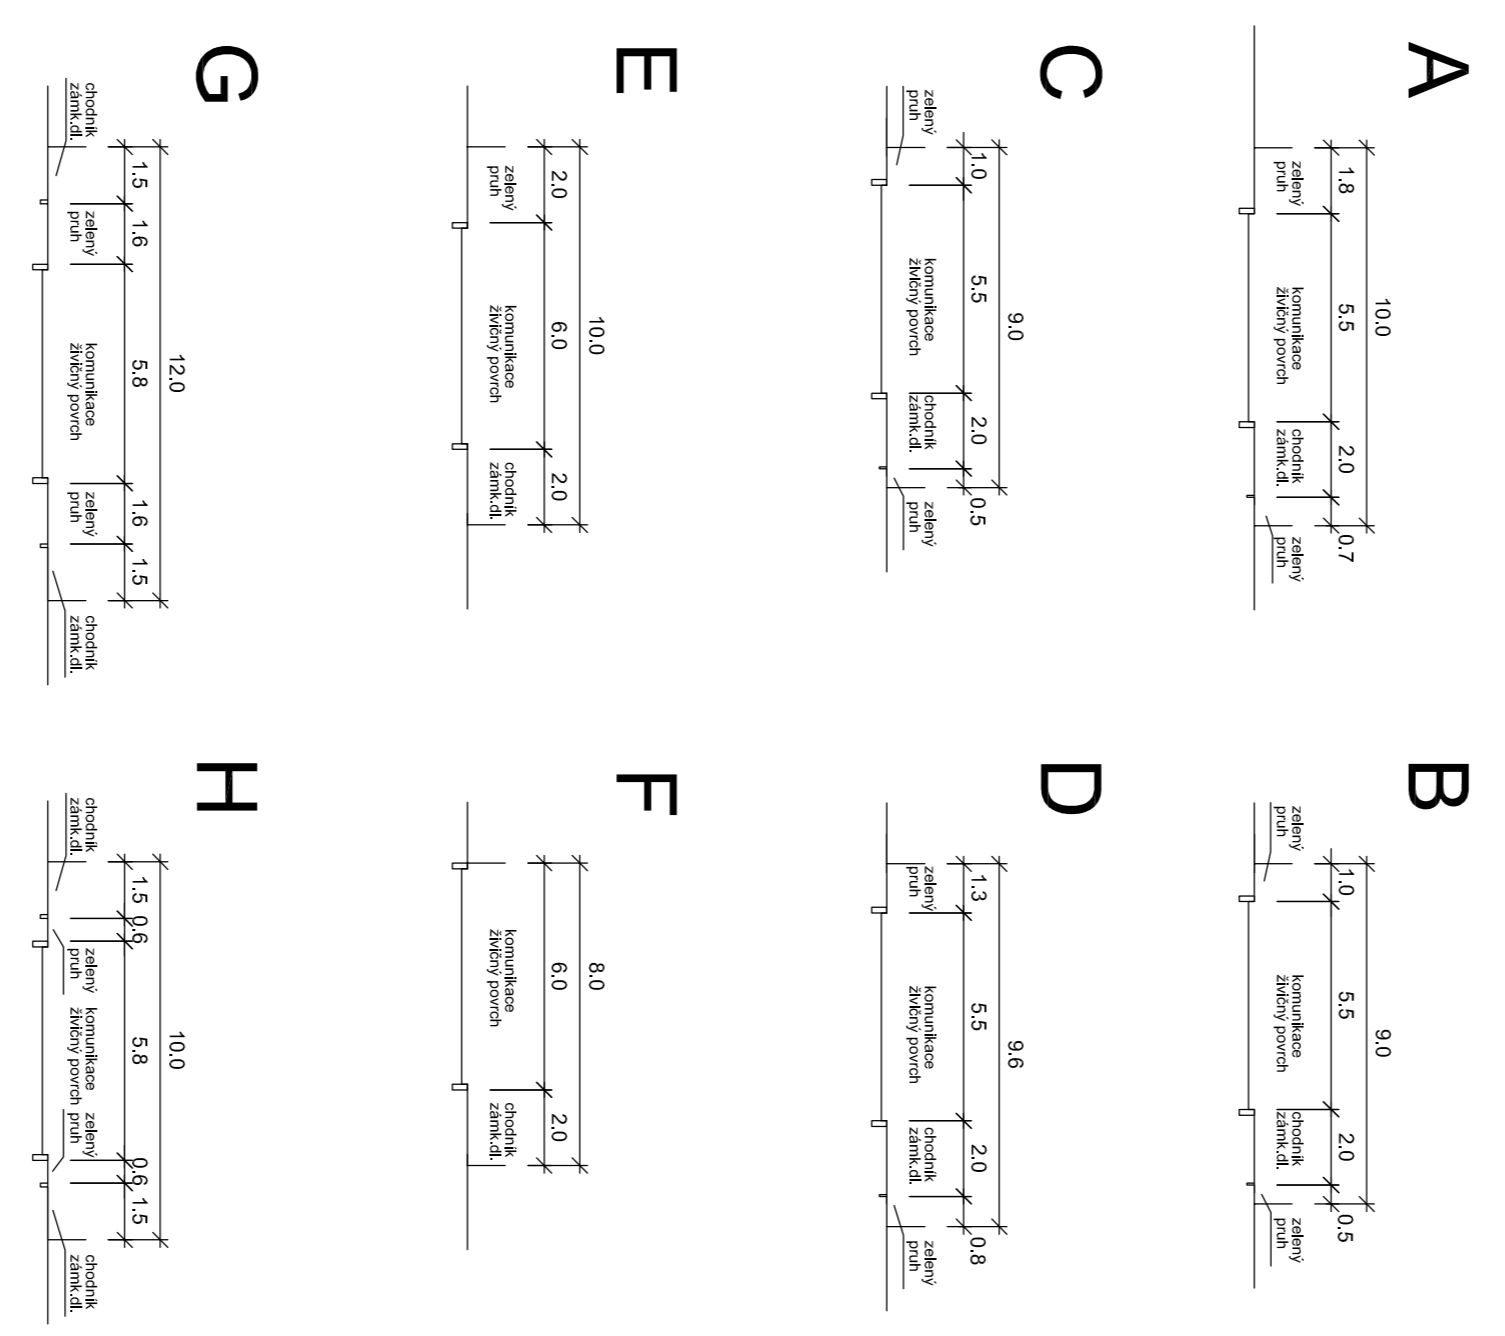 A
10.0
1.8
5.5
2.0
0.7
zelený
pruh
komunikace
živičný povrch
chodník
zámk.dl.
zelený
pruh
B
9.0
1.0
5.5
2.0
0.5
zelený
pruh
komunikace
živičný povrch
chodník
zámk.dl.
zelený
pruh
C
9.0
1.0
5.5
2.0
0.5
zelený
pruh
komunikace
živičný povrch
chodník
zámk.dl.
zelený
pruh
D
9.6
1.3
5.5
2.0
0.8
zelený
pruh
komunikace
živičný povrch
chodník
zámk.dl.
zelený
pruh
E
10.0
2.0
6.0
2.0
zelený
pruh
komunikace
živičný povrch
chodník
zámk.dl.
F
8.0
6.0
2.0
komunikace
živičný povrch
chodník
zámk.dl.
G
12.0
1.5
1.6
5.8
1.6
1.5
chodník
zámk.dl.
zelený
pruh
komunikace
živičný povrch
zelený
pruh
chodník
zámk.dl.
H
10.0
1.5
0.6
5.8
0.6
1.5
chodník
zámk.dl.
zelený
pruh
komunikace
živičný povrch
zelený
pruh
chodník
zámk.dl.